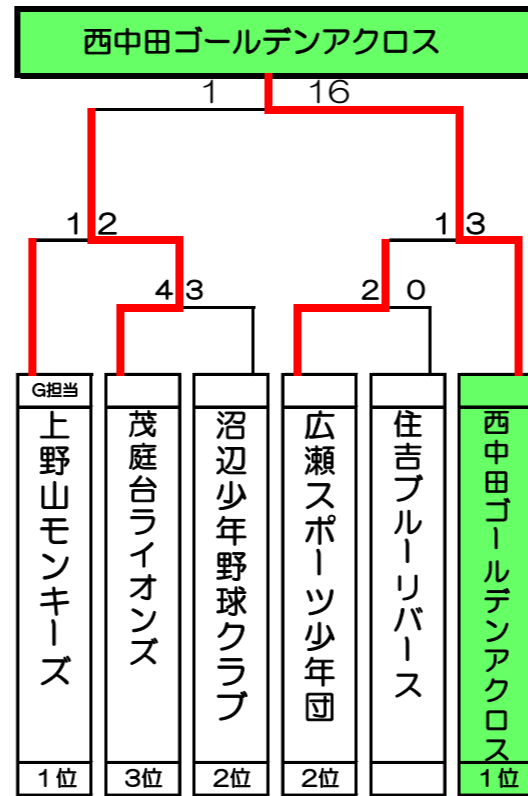 西中田ゴールデンアクロス
1 16
1 2
1 3
4 3
2 0
G担当
上野山モンキーズ
1位
茂庭台ライオンズ
3位
沼辺少年野球クラブ
2位
広瀬スポーツ少年団
2位
住吉ブルーリバース
西中田ゴールデンアクロス
1位